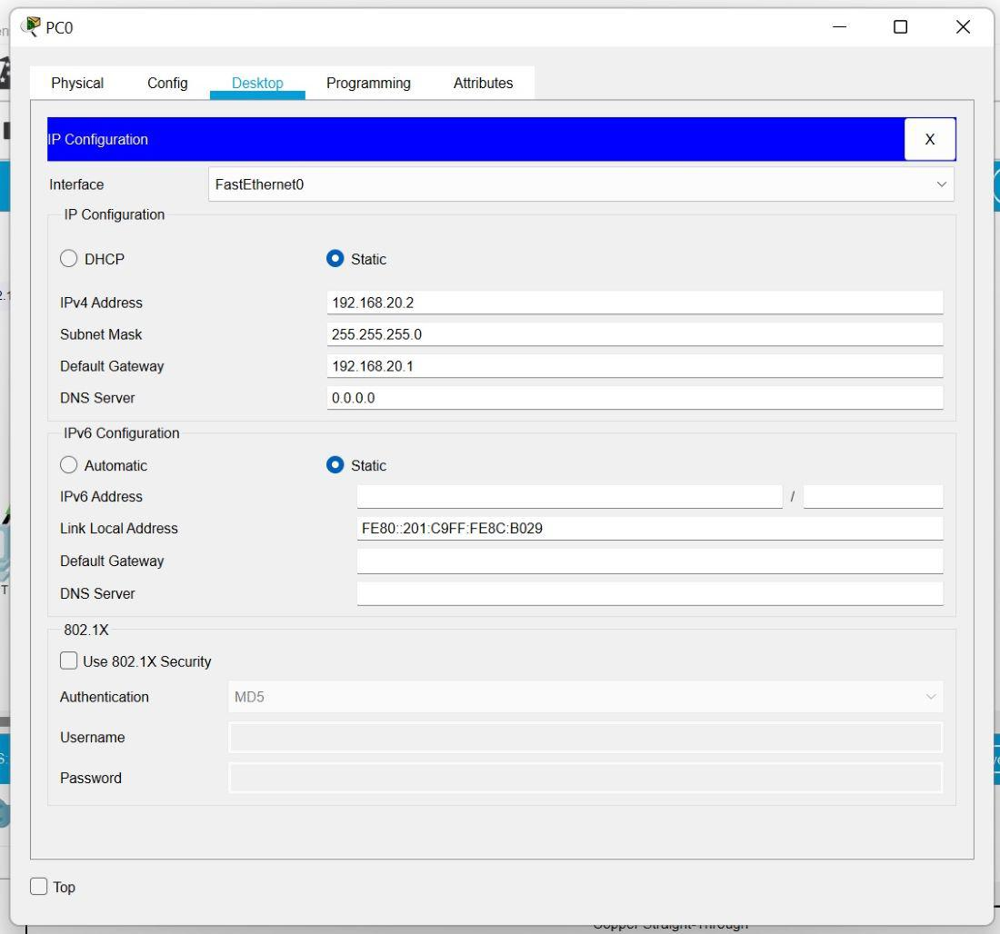 PC0
Physical Config Desktop Programming Attributes
IP Configuration X
Interface FastEthernet0
IP Configuration
DHCP Static
IPv4 Address 192.168.20.2
Subnet Mask 255.255.255.0
Default Gateway 192.168.20.1
DNS Server 0.0.0.0
IPv6 Configuration
Automatic Static
IPv6 Address /
Link Local Address FE80::201:C9FF:FE8C:B029
Default Gateway
DNS Server
802.1X
Use 802.1X Security
Authentication MD5
Username
Password
Top
Copper Straight-Through